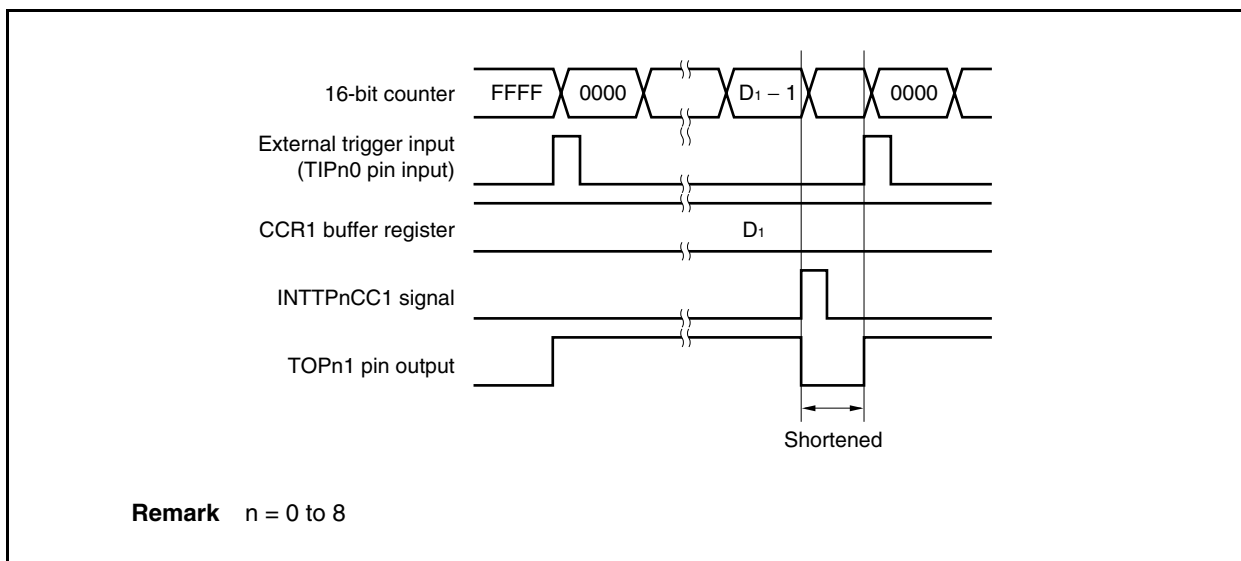 16-bit counter FFFF 0000 D₁ − 1 0000
External trigger input
(TIPn0 pin input)
CCR1 buffer register D₁
INTTPnCC1 signal
TOPn1 pin output
Shortened
Remark n = 0 to 8